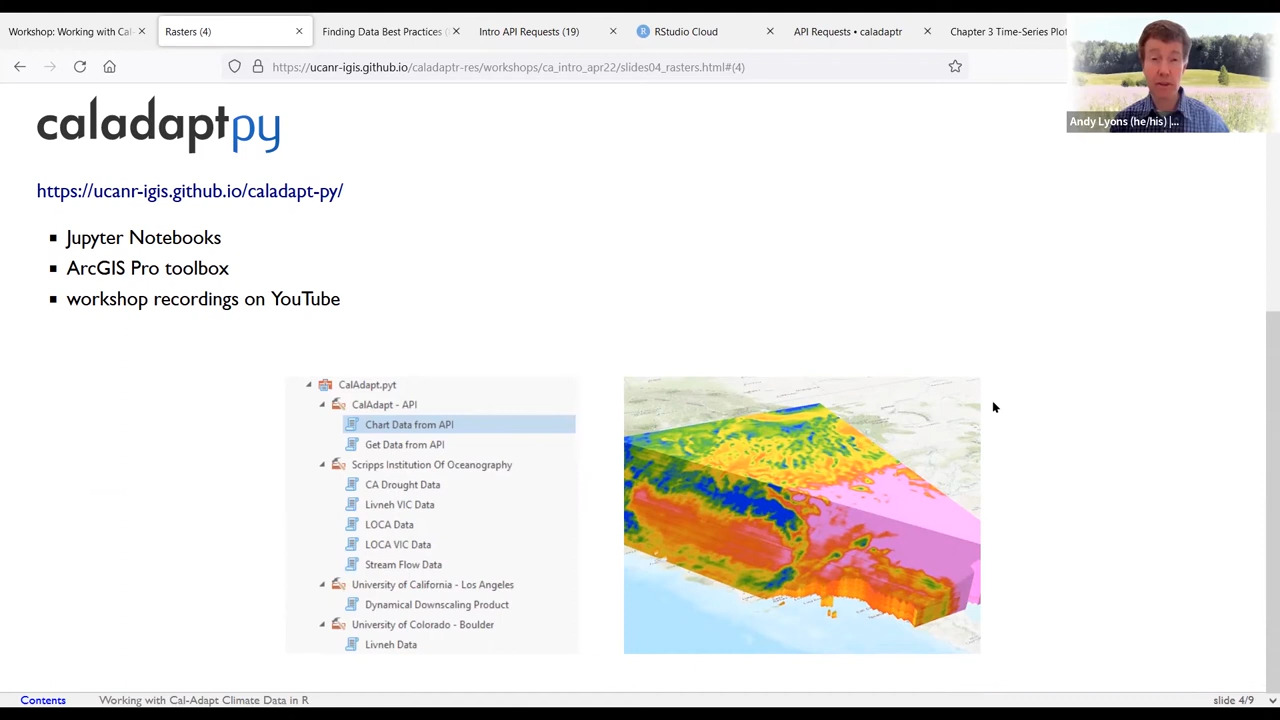 Workshop: Working with Cal-
Rasters (4)
Finding Data Best Practices (
Intro API Requests (19)
RStudio Cloud
API Requests • caladaptr
Chapter 3 Time-Series Plot
https://ucanr-igis.github.io/caladaptr-res/workshops/ca_intro_apr22/slides04_rasters.html#(4)
Andy Lyons (he/his) |...
caladaptpy
https://ucanr-igis.github.io/caladapt-py/
Jupyter Notebooks
ArcGIS Pro toolbox
workshop recordings on YouTube
CalAdapt.pyt
CalAdapt - API
Chart Data from API
Get Data from API
Scripps Institution Of Oceanography
CA Drought Data
Livneh VIC Data
LOCA Data
LOCA VIC Data
Stream Flow Data
University of California - Los Angeles
Dynamical Downscaling Product
University of Colorado - Boulder
Livneh Data
Contents
Working with Cal-Adapt Climate Data in R
slide 4/9